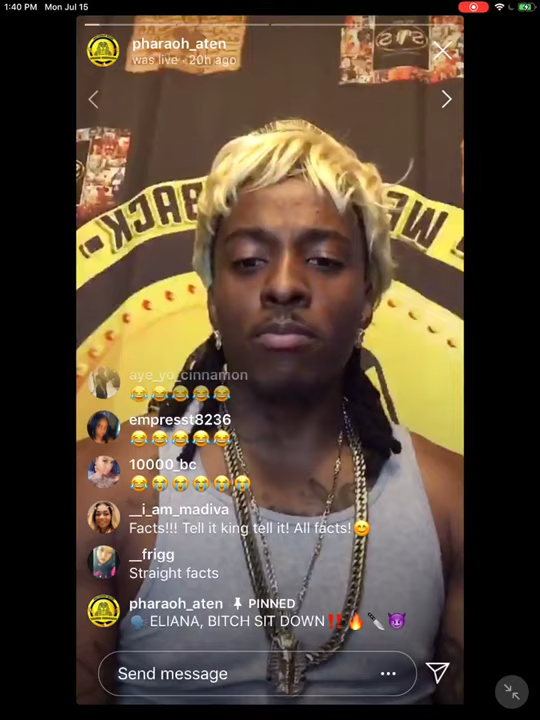 1:40 PM Mon Jul 15
pharaoh_aten
was live · 20h ago
aye_yo_cinnamon
😂😂😂😂😂
empresst8236
😂😂😂😂😂
10000_bc
😂😭😭😭😭
__i_am_madiva
Facts!!! Tell it king tell it! All facts!😊
__frigg
Straight facts
pharaoh_aten PINNED
🗣 ELIANA, BITCH SIT DOWN‼️🔥🔪😈
Send message